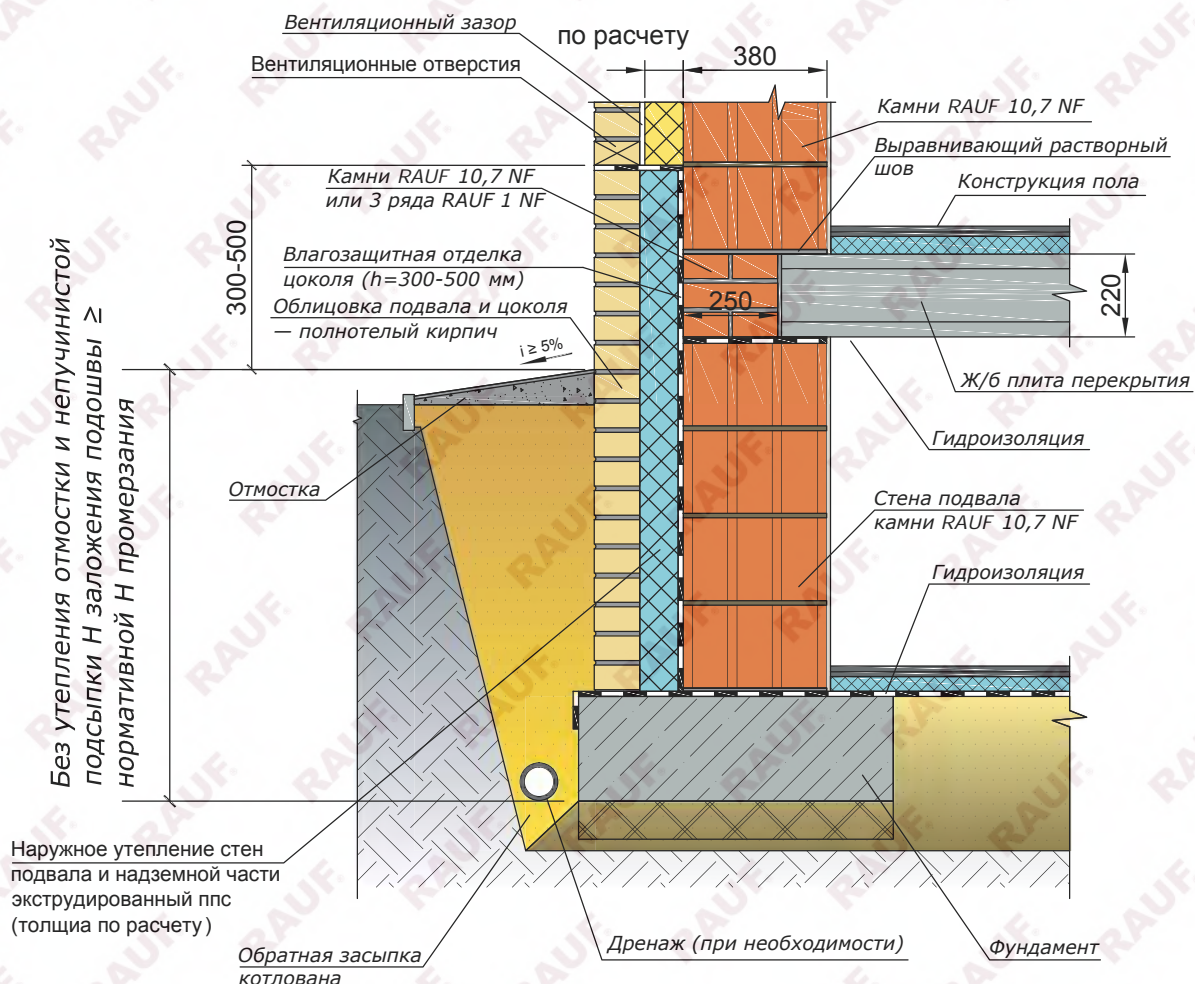 Вентиляционный зазор
по расчету
380
Вентиляционные отверстия
Камни RAUF 10,7 NF
Выравнивающий растворный
шов
Камни RAUF 10,7 NF
или 3 ряда RAUF 1 NF
Конструкция пола
Влагозащитная отделка
цоколя (h=300-500 мм)
Облицовка подвала и цоколя
— полнотелый кирпич
300-500
250
220
i ≥ 5%
Ж/б плита перекрытия
Гидроизоляция
Без утепления отмостки и непучинистой
подсыпки Н заложения подошвы ≥
нормативной Н промерзания
Отмостка
Стена подвала
камни RAUF 10,7 NF
Гидроизоляция
Наружное утепление стен
подвала и надземной части
экструдированный ппс
(толщиа по расчету)
Обратная засыпка
котлована
Дренаж (при необходимости)
Фундамент
RAUF